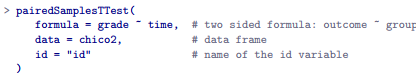 > pairedSamplesTTest(
formula = grade ~ time, # two sided formula: outcome ~ group
data = chico2, # data frame
id = "id" # name of the id variable
)